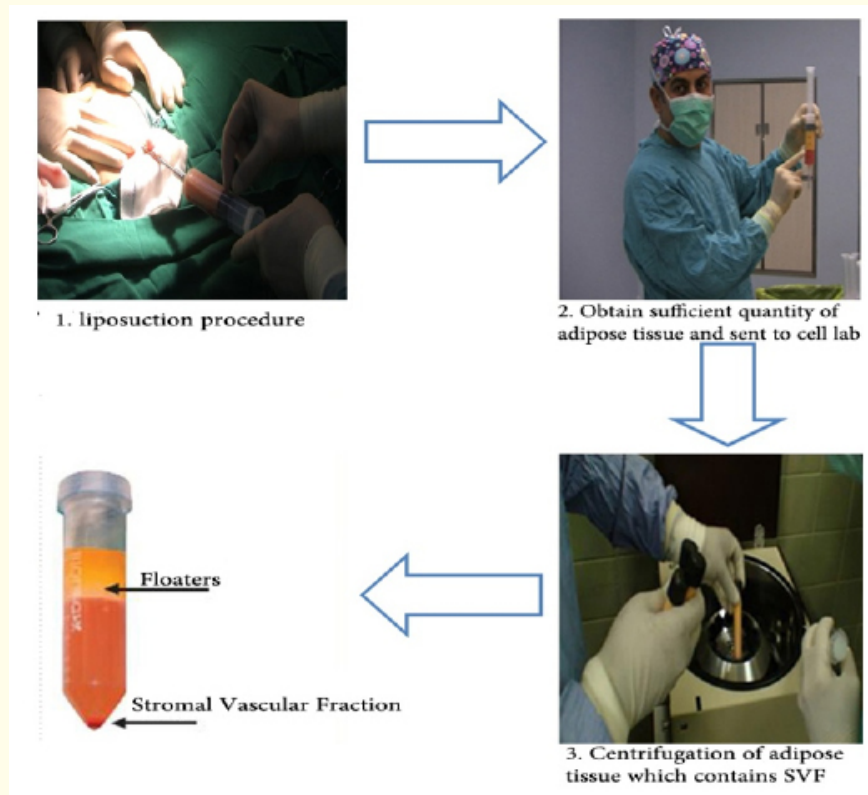 1. liposuction procedure
2. Obtain sufficient quantity of
adipose tissue and sent to cell lab
3. Centrifugation of adipose
tissue which contains SVF
Floaters
Stromal Vascular Fraction